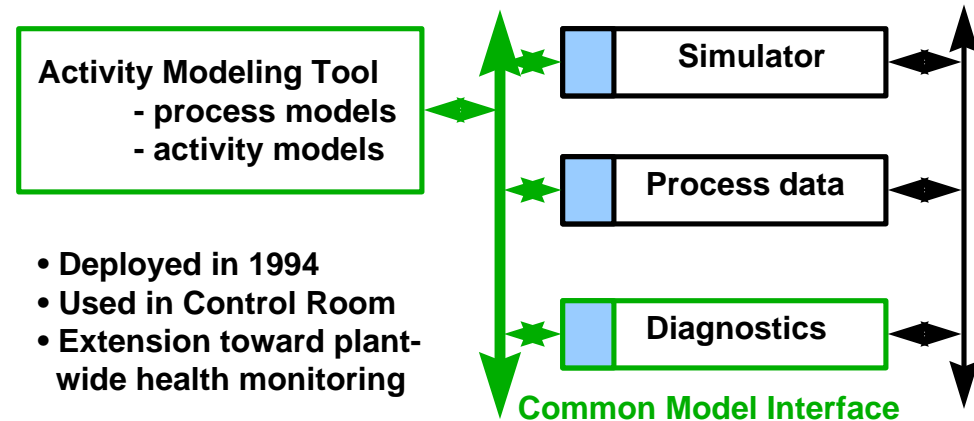 Activity Modeling Tool
- process models
- activity models
• Deployed in 1994
• Used in Control Room
• Extension toward plant-
wide health monitoring
Simulator
Process data
Diagnostics
Common Model Interface